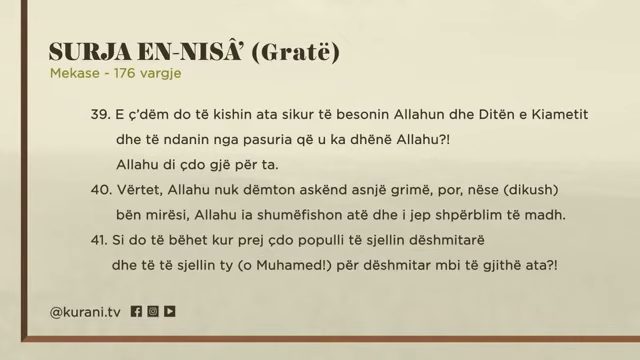 SURJA EN-NISÂ’ (Gratë)
Mekase - 176 vargje
39. E ç’dëm do të kishin ata sikur të besonin Allahun dhe Ditën e Kiametit
dhe të ndanin nga pasuria që u ka dhënë Allahu?!
Allahu di çdo gjë për ta.
40. Vërtet, Allahu nuk dëmton askënd asnjë grimë, por, nëse (dikush)
bën mirësi, Allahu ia shumëfishon atë dhe i jep shpërblim të madh.
41. Si do të bëhet kur prej çdo populli të sjellin dëshmitarë
dhe të të sjellin ty (o Muhamed!) për dëshmitar mbi të gjithë ata?!
@kurani.tv